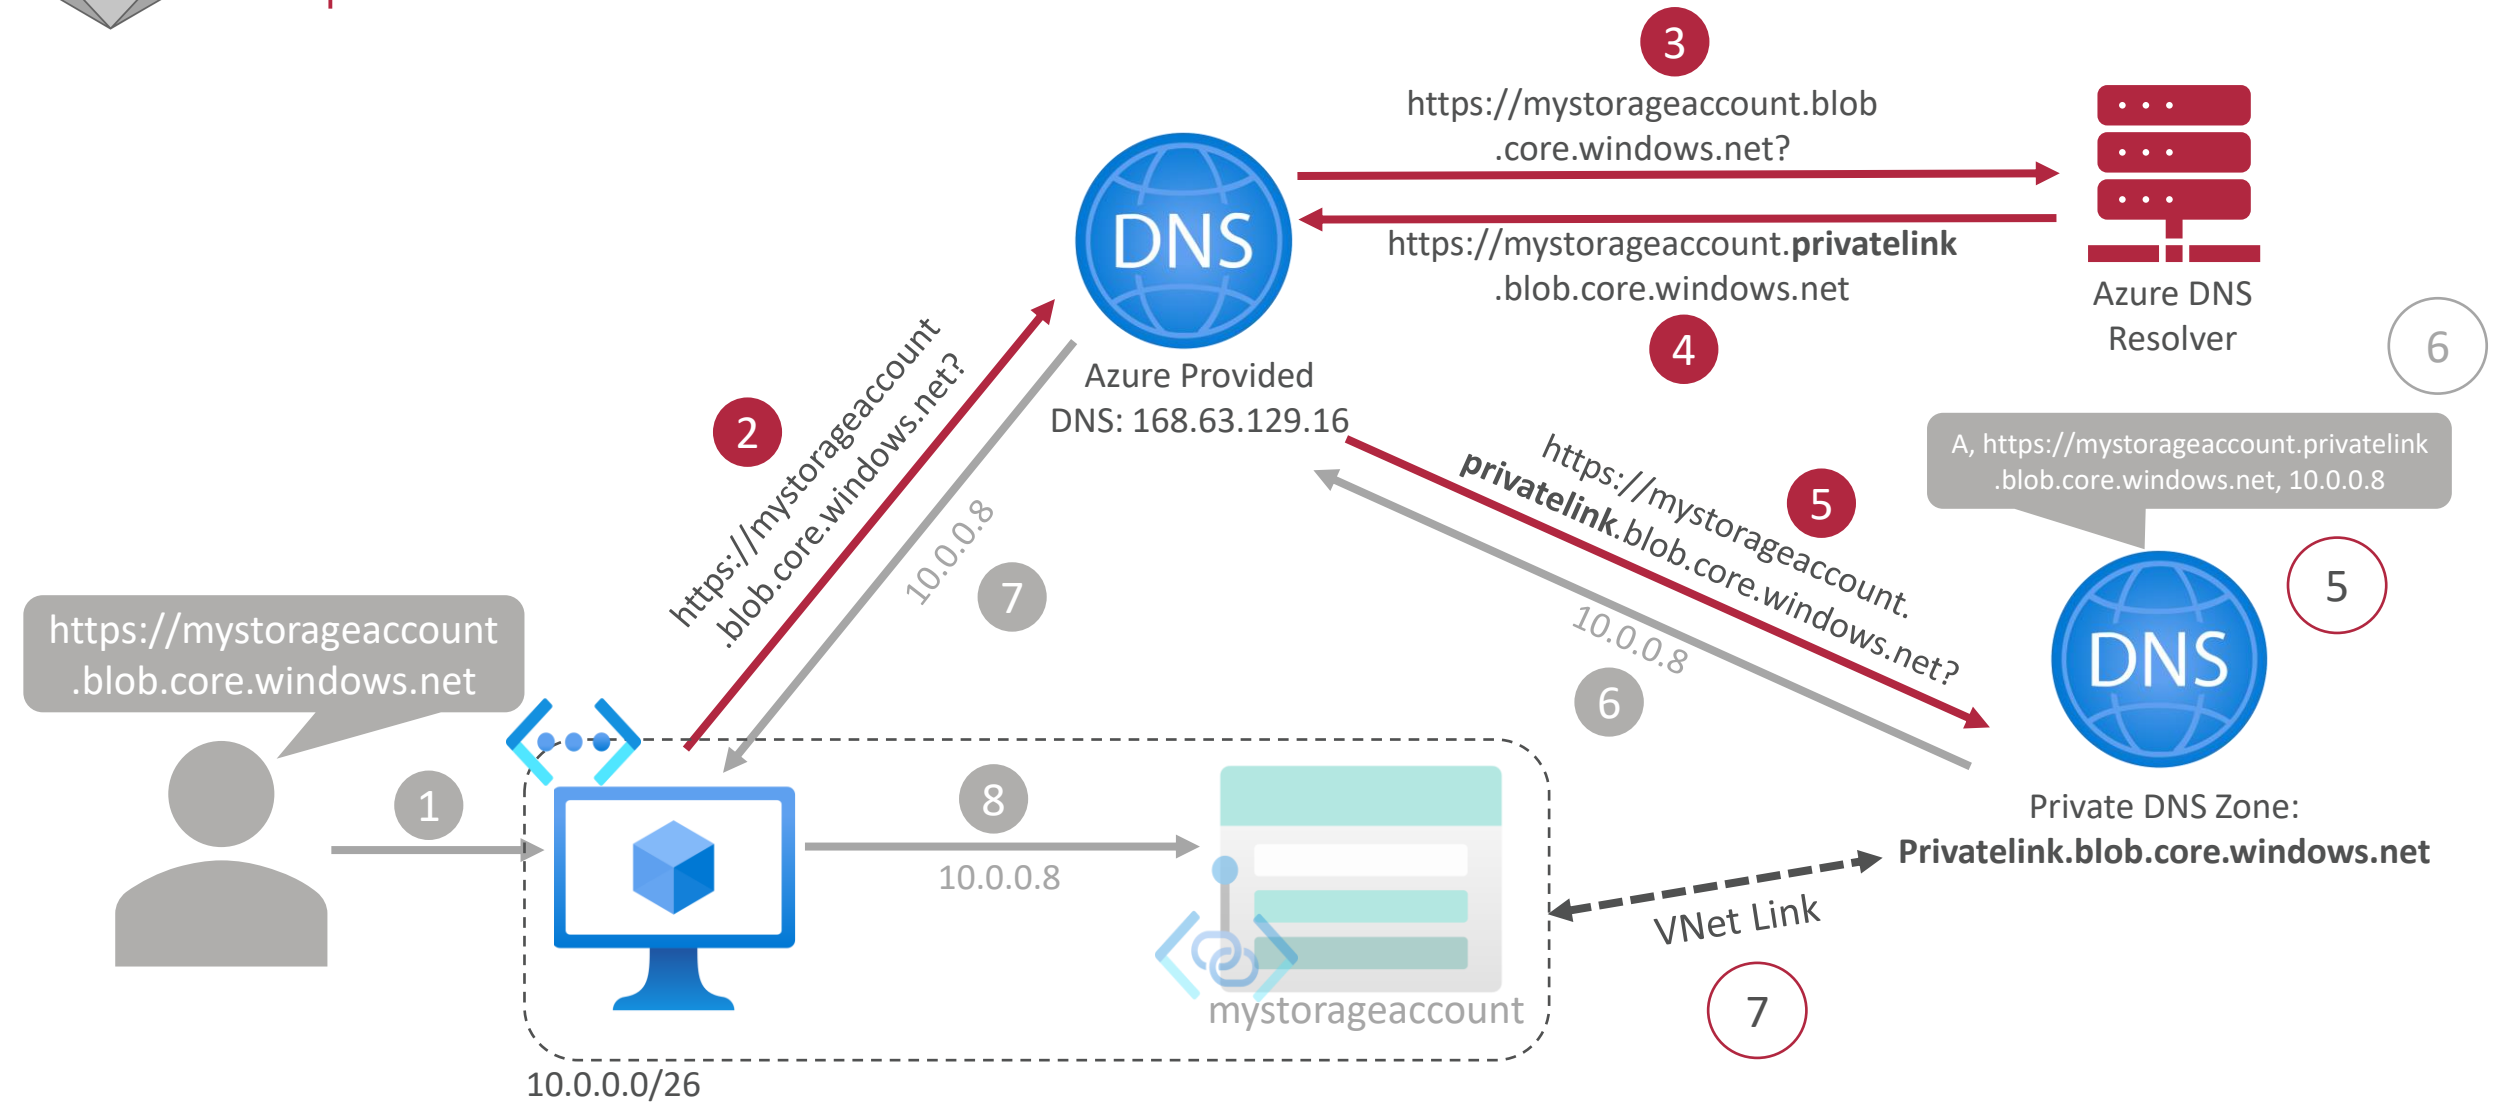 3
https://mystorageaccount.blob
.core.windows.net?
https://mystorageaccount.privatelink
.blob.core.windows.net
4
DNS
Azure Provided
DNS: 168.63.129.16
Azure DNS
Resolver
6
2
https://mystorageaccount
.blob.core.windows.net?
10.0.0.8
7
https://mystorageaccount.
privatelink.blob.core.windows.net?
5
10.0.0.8
6
A, https://mystorageaccount.privatelink
.blob.core.windows.net, 10.0.0.8
5
DNS
Private DNS Zone:
Privatelink.blob.core.windows.net
https://mystorageaccount
.blob.core.windows.net
1
8
10.0.0.8
mystorageaccount
VNet Link
7
10.0.0.0/26